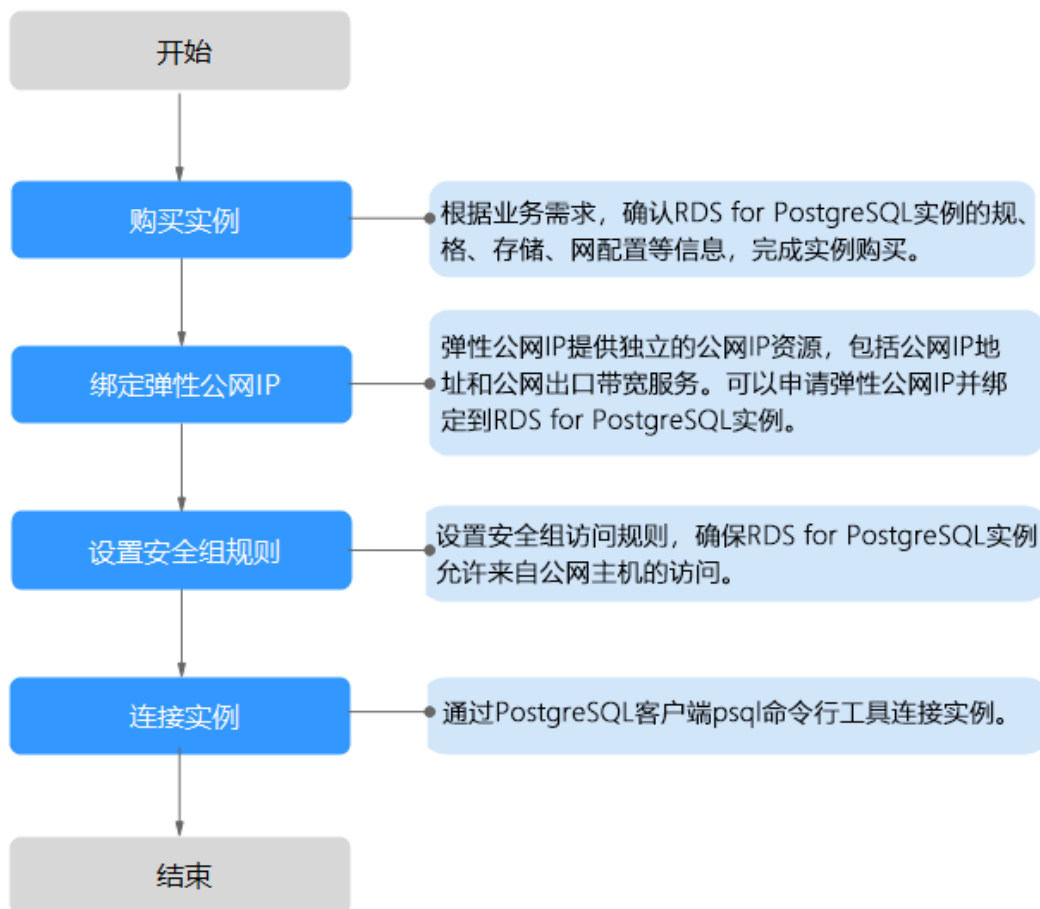 开始
购买实例
根据业务需求，确认RDS for PostgreSQL实例的规、
格、存储、网配置等信息，完成实例购买。
绑定弹性公网IP
弹性公网IP提供独立的公网IP资源，包括公网IP地
址和公网出口带宽服务。可以申请弹性公网IP并绑
定到RDS for PostgreSQL实例。
设置安全组规则
设置安全组访问规则，确保RDS for PostgreSQL实例
允许来自公网主机的访问。
连接实例
通过PostgreSQL客户端psql命令行工具连接实例。
结束